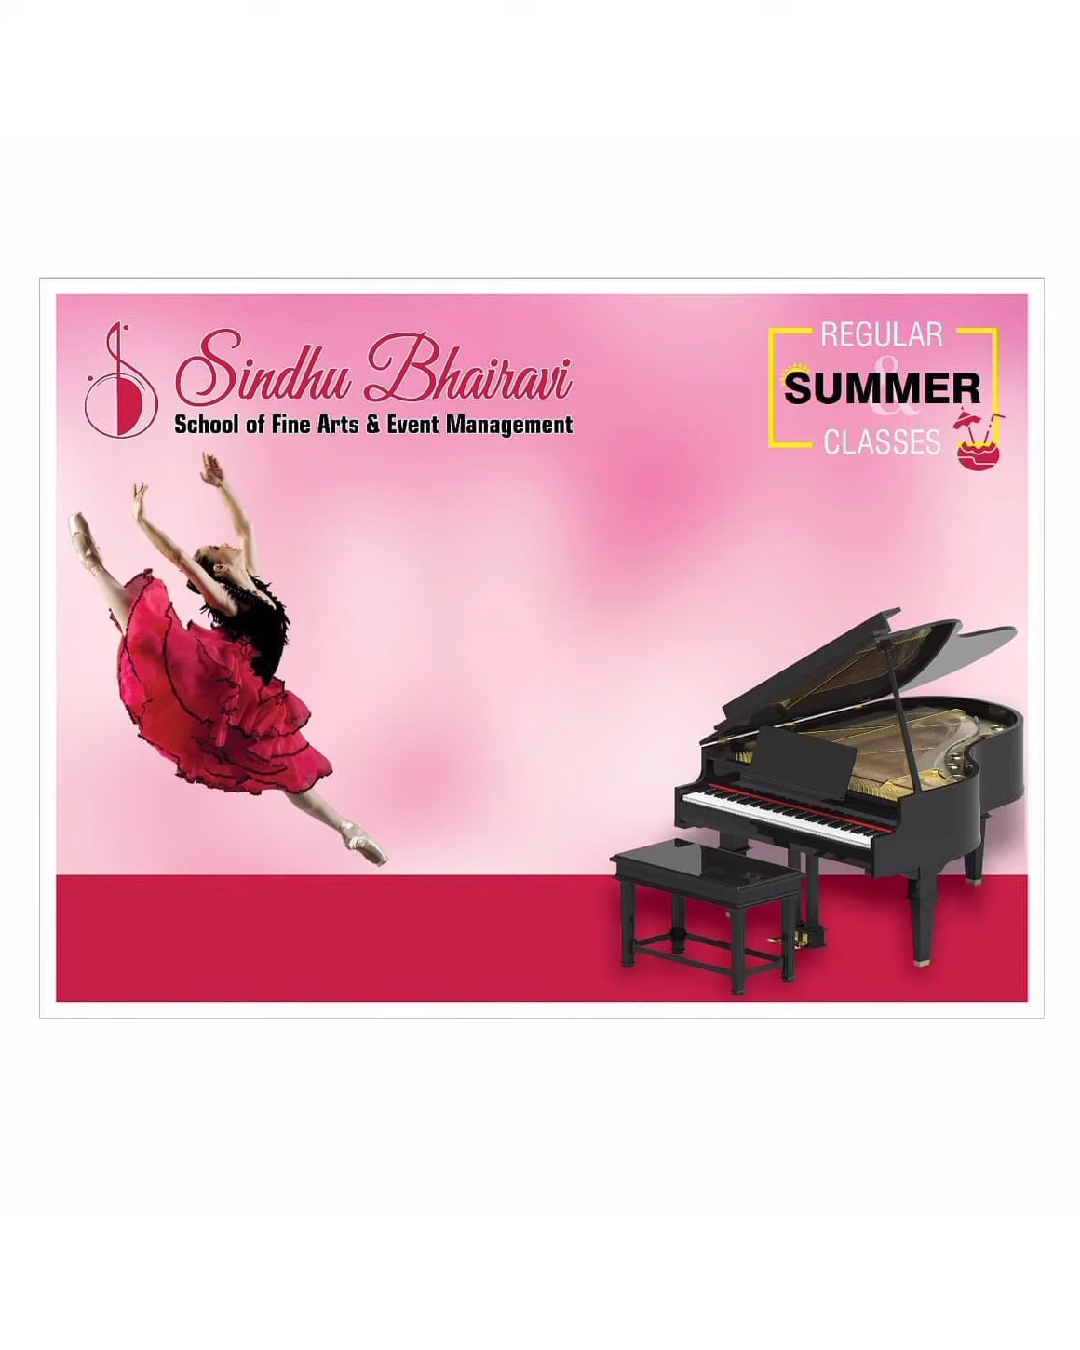 Sindhu Bhairavi
School of Fine Arts & Event Management
REGULAR
&
SUMMER
CLASSES